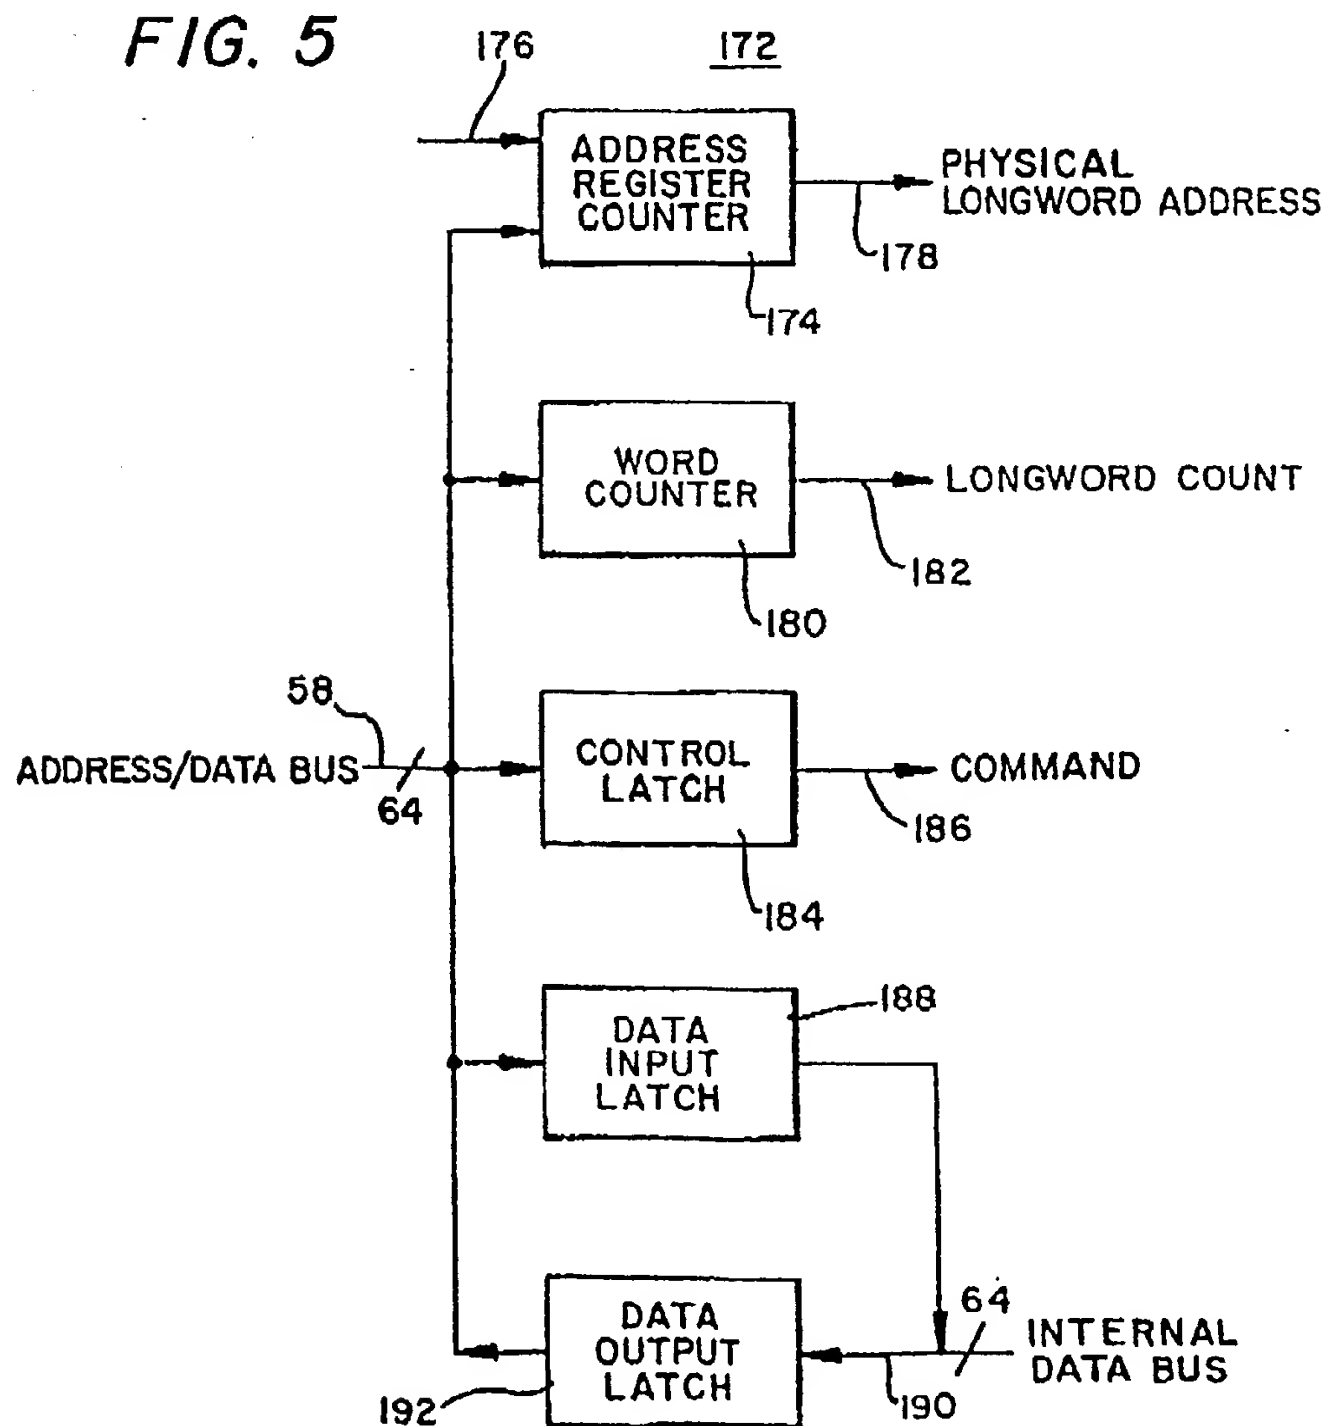 FIG. 5
176
172
ADDRESS
REGISTER
COUNTER
PHYSICAL
LONGWORD ADDRESS
178
174
WORD
COUNTER
LONGWORD COUNT
182
180
58
ADDRESS/DATA BUS
64
CONTROL
LATCH
COMMAND
186
184
188
DATA
INPUT
LATCH
DATA
OUTPUT
LATCH
64
INTERNAL
DATA BUS
190
192